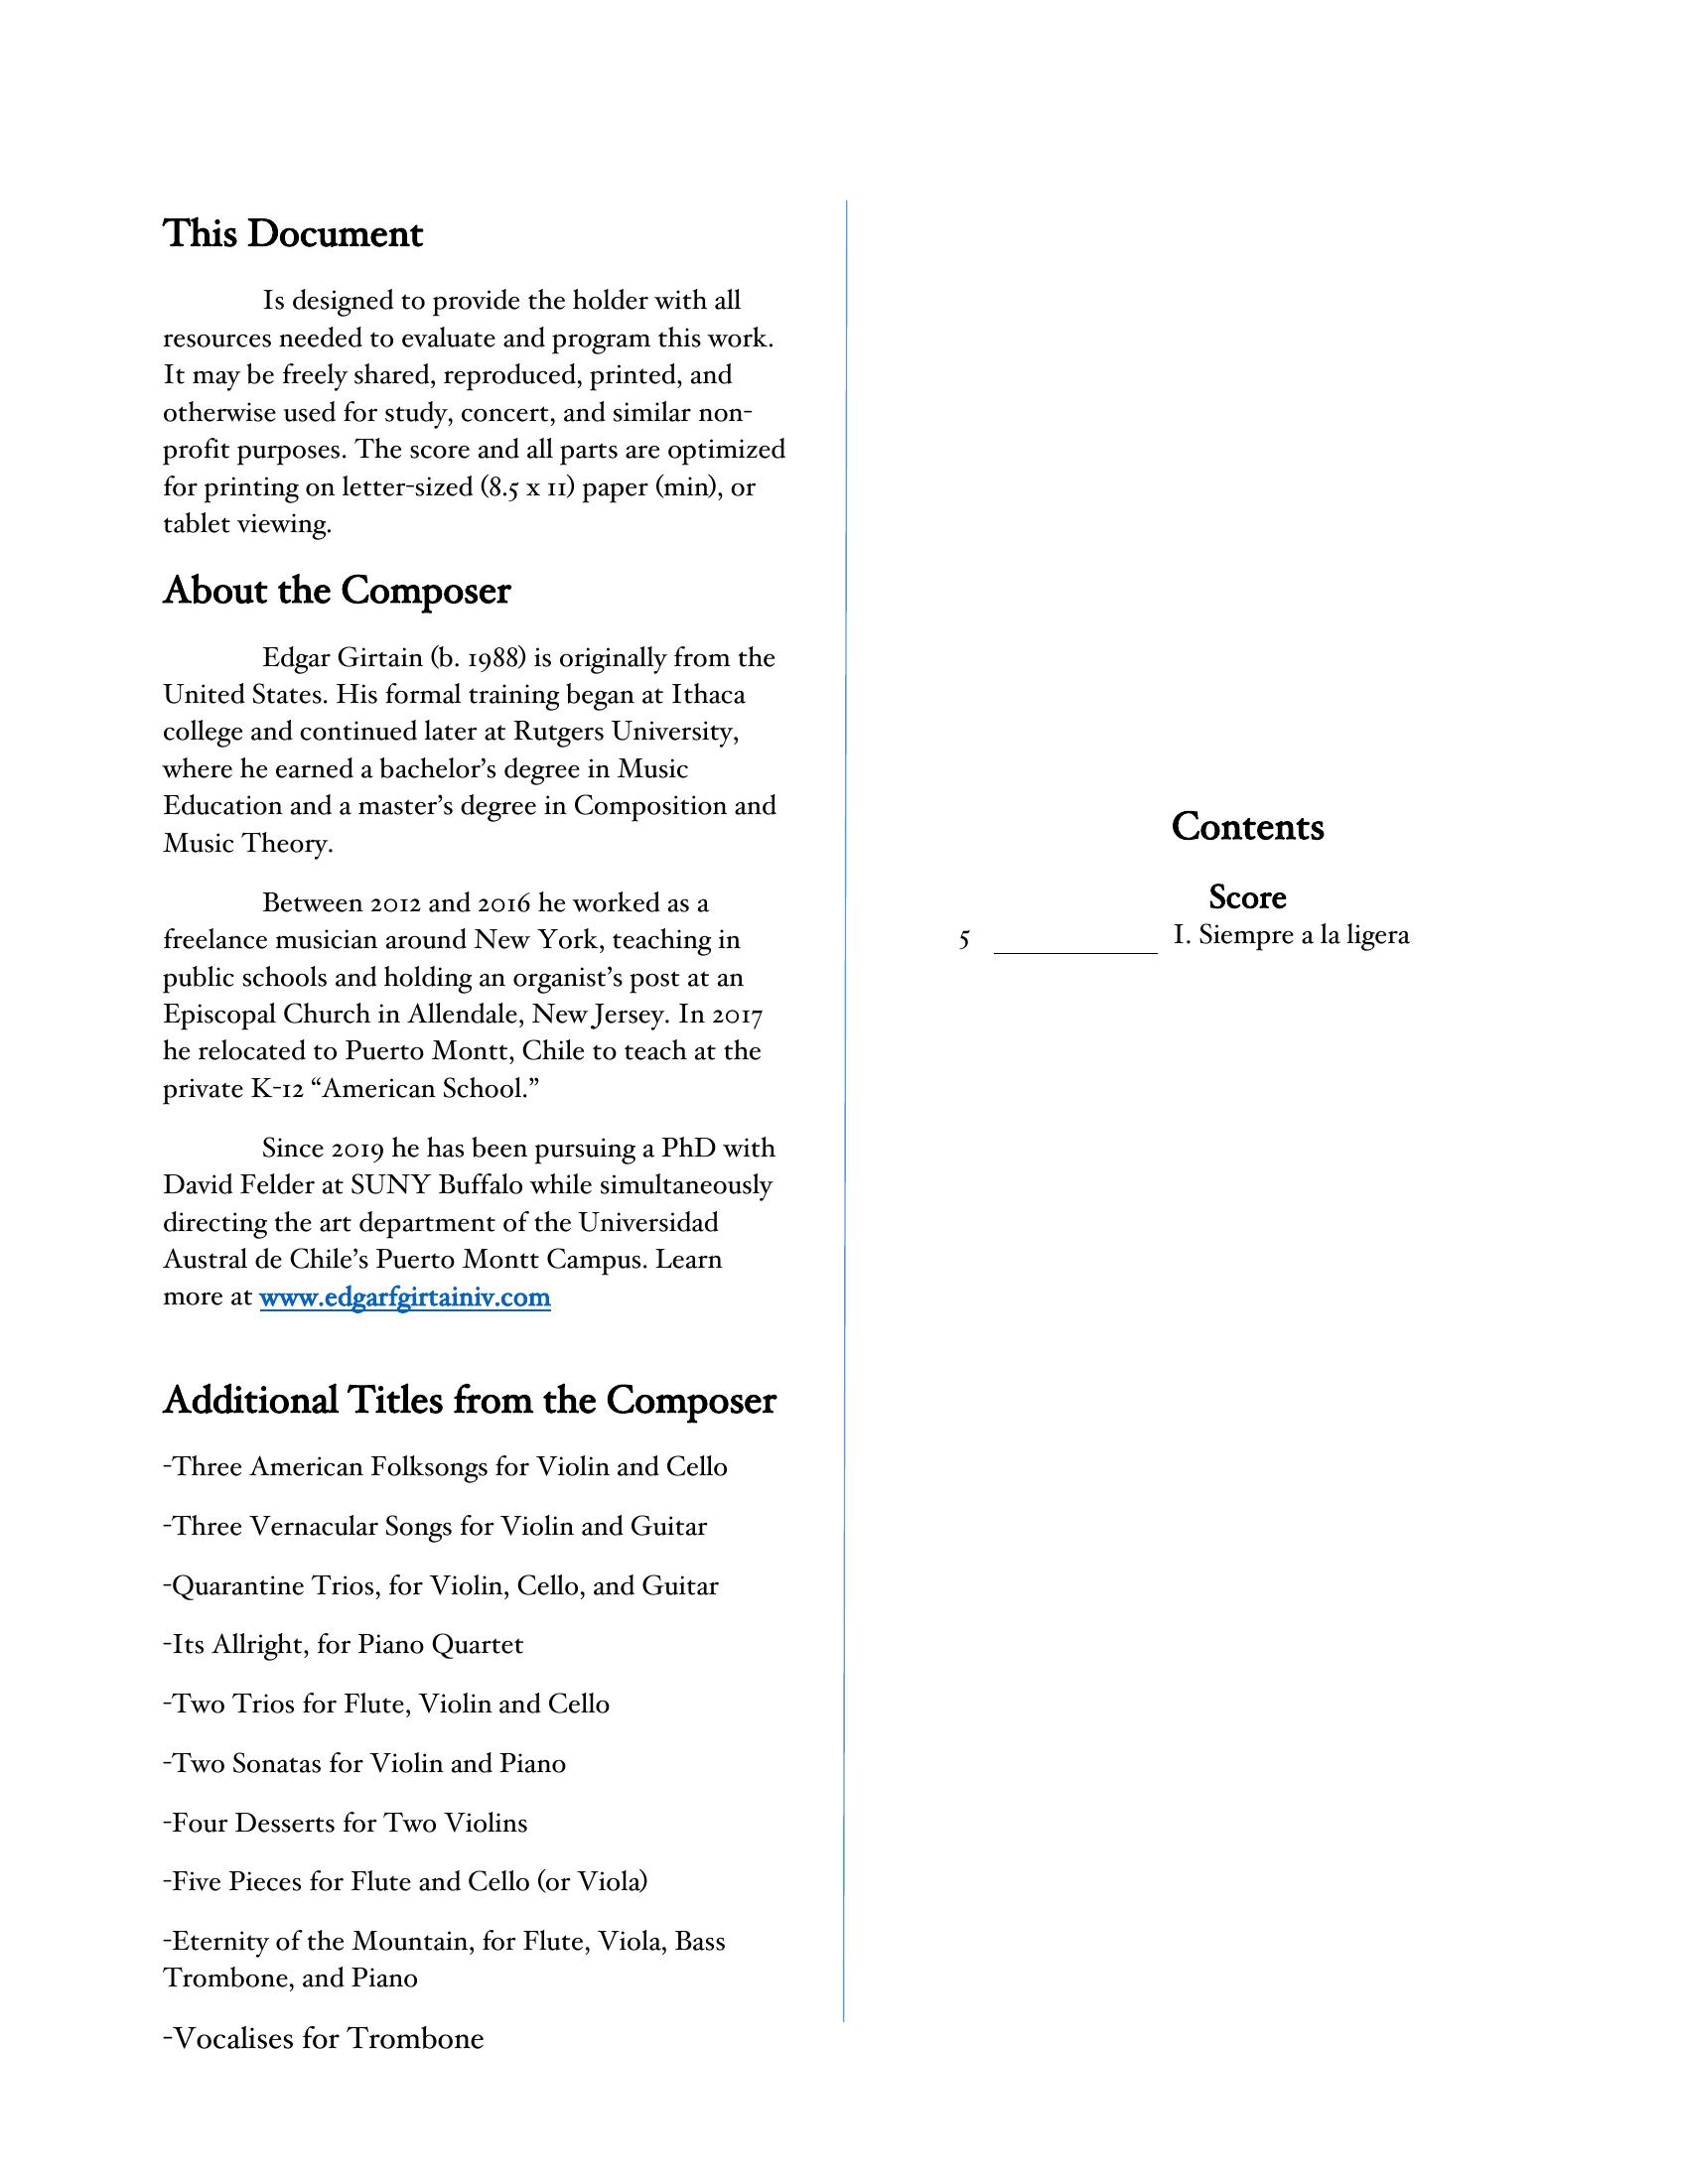 This Document
Is designed to provide the holder with all
resources needed to evaluate and program this work.
It may be freely shared, reproduced, printed, and
otherwise used for study, concert, and similar non-
profit purposes. The score and all parts are optimized
for printing on letter-sized (8.5 x 11) paper (min), or
tablet viewing.
About the Composer
Edgar Girtain (b. 1988) is originally from the
United States. His formal training began at Ithaca
college and continued later at Rutgers University,
where he earned a bachelor’s degree in Music
Education and a master’s degree in Composition and
Music Theory.
Between 2012 and 2016 he worked as a
freelance musician around New York, teaching in
public schools and holding an organist’s post at an
Episcopal Church in Allendale, New Jersey. In 2017
he relocated to Puerto Montt, Chile to teach at the
private K-12 “American School.”
Since 2019 he has been pursuing a PhD with
David Felder at SUNY Buffalo while simultaneously
directing the art department of the Universidad
Austral de Chile’s Puerto Montt Campus. Learn
more at www.edgarfgirtainiv.com
Additional Titles from the Composer
-Three American Folksongs for Violin and Cello
-Three Vernacular Songs for Violin and Guitar
-Quarantine Trios, for Violin, Cello, and Guitar
-Its Allright, for Piano Quartet
-Two Trios for Flute, Violin and Cello
-Two Sonatas for Violin and Piano
-Four Desserts for Two Violins
-Five Pieces for Flute and Cello (or Viola)
-Eternity of the Mountain, for Flute, Viola, Bass
Trombone, and Piano
-Vocalises for Trombone
Contents
Score
5 ____________ I. Siempre a la ligera